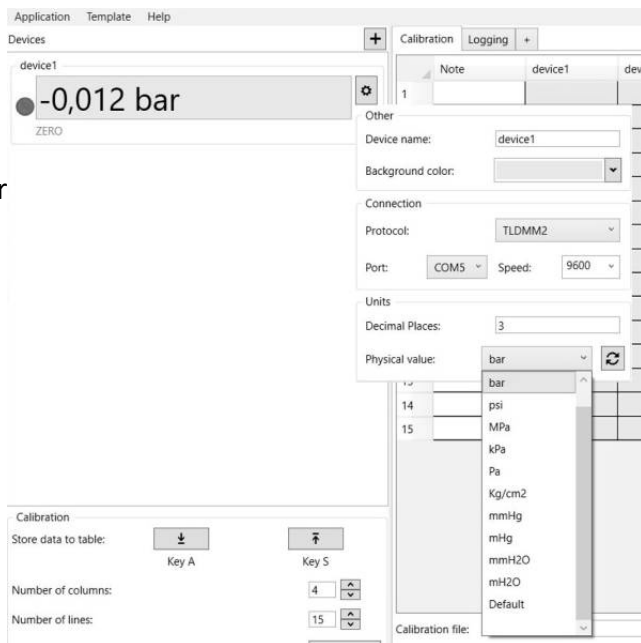 Application Template Help
Devices
+
Calibration Logging +
device1
-0,012 bar
ZERO
Note device1 dev
1
r
Other
Device name: device1
Background color:
Connection
Protocol: TLDMM2
Port: COM5 Speed: 9600
Units
Decimal Places: 3
Physical value: bar
bar
psi
MPa
kPa
Pa
Kg/cm2
mmHg
mHg
mmH2O
mH2O
Default
14
15
Calibration
Store data to table:
Key A Key S
Number of columns: 4
Number of lines: 15
Calibration file: